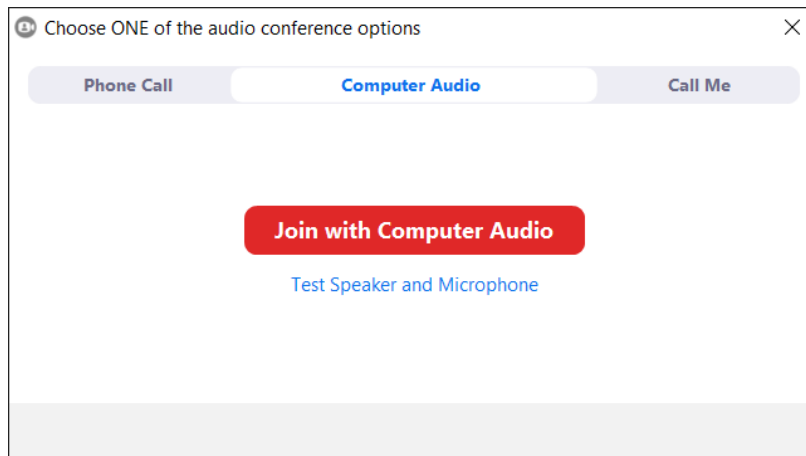 Choose ONE of the audio conference options
Phone Call
Computer Audio
Call Me
Join with Computer Audio
Test Speaker and Microphone